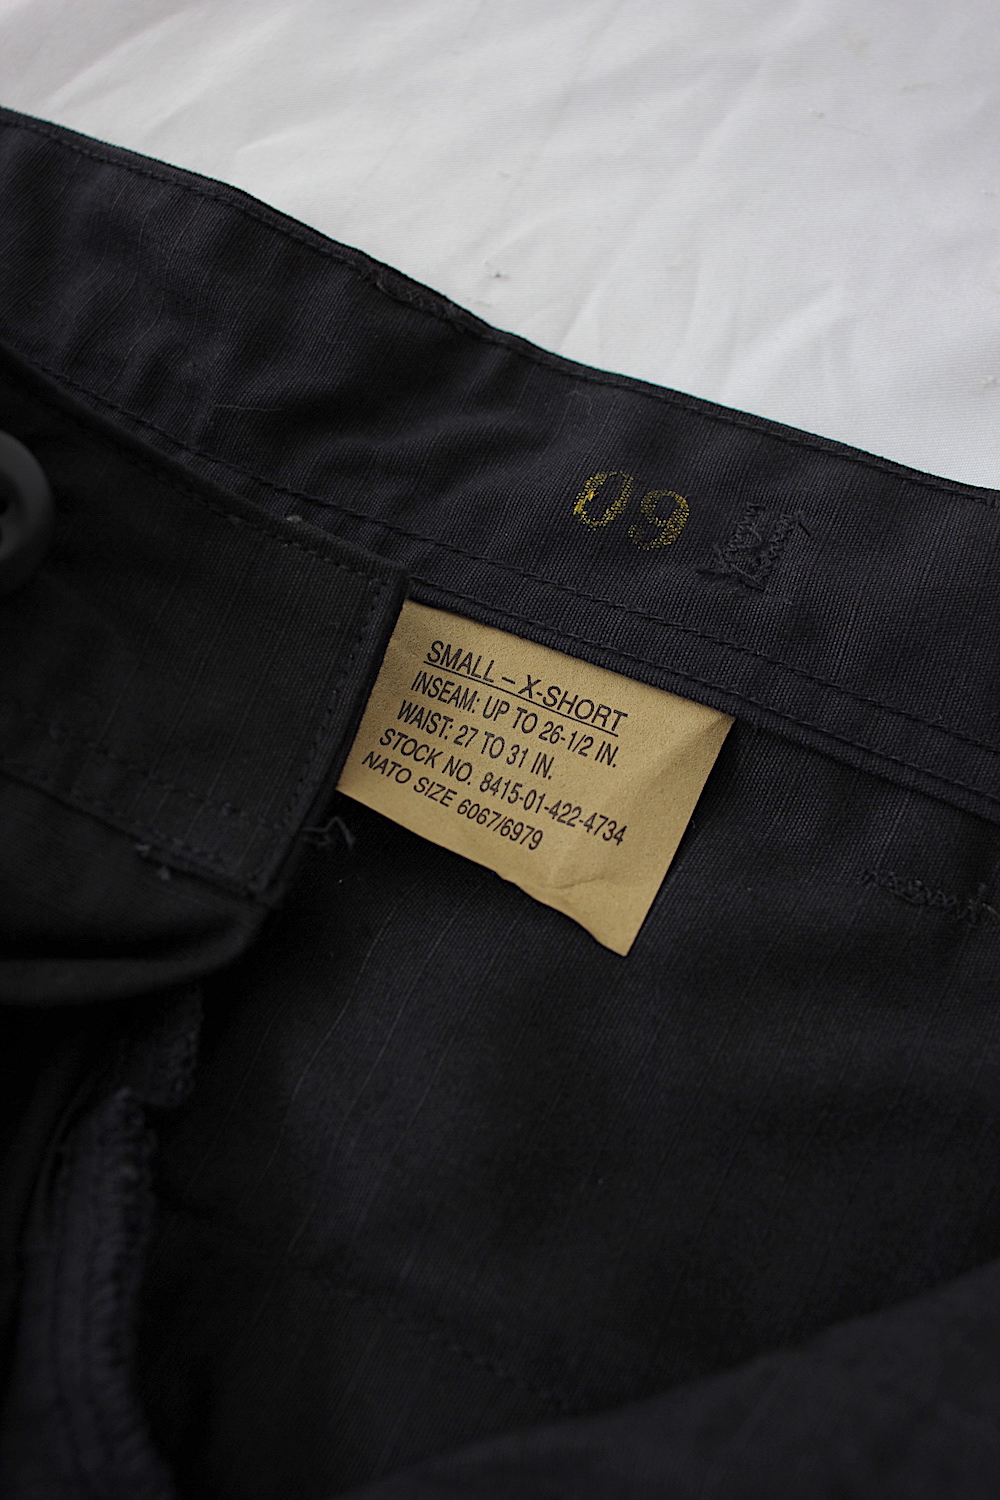 09
SMALL – X-SHORT
INSEAM: UP TO 26-1/2 IN.
WAIST: 27 TO 31 IN.
STOCK NO. 8415-01-422-4734
NATO SIZE 6067/6979